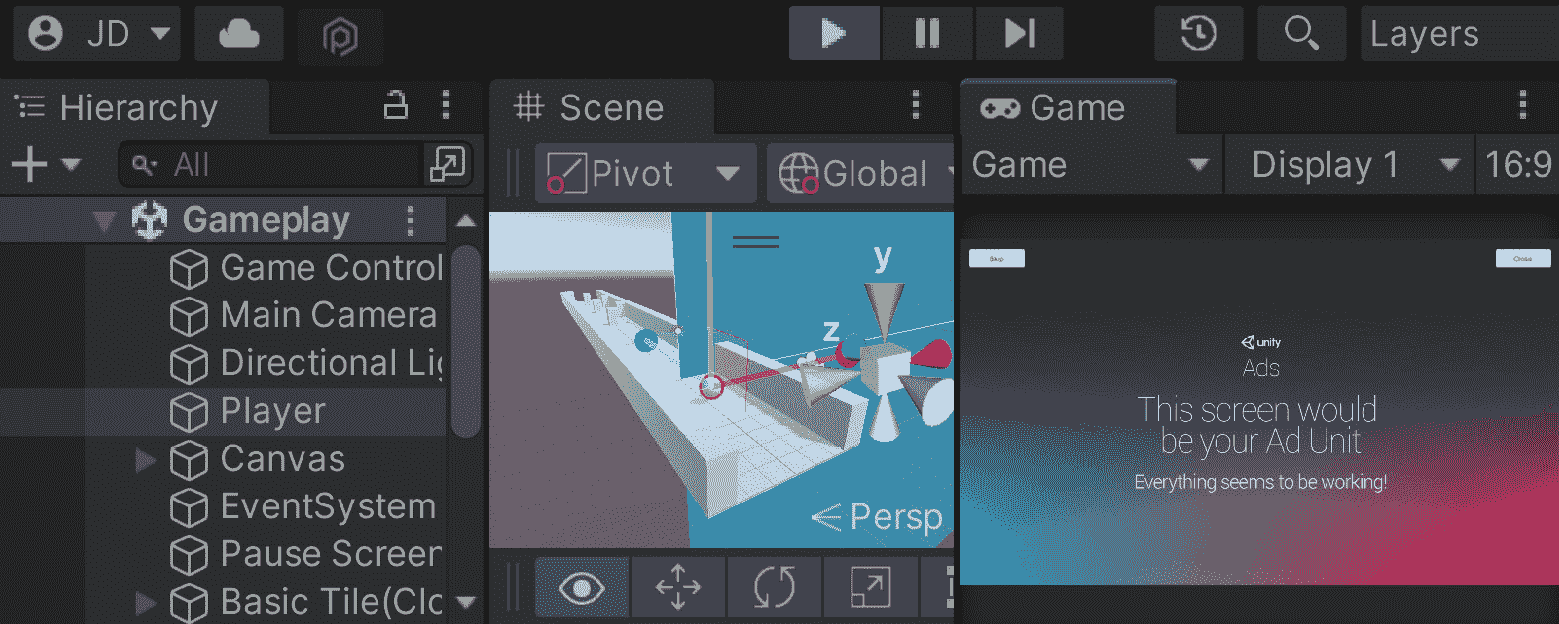 JD
Layers
Hierarchy
All
Gameplay
Game Control
Main Camera
Directional Lig
Player
Canvas
EventSystem
Pause Screen
Basic Tile(Clo
Scene
Pivot
Global
y
z
Persp
Game
Game
Display 1
16:9
Skip
Close
unity
Ads
This screen would
be your Ad Unit
Everything seems to be working!